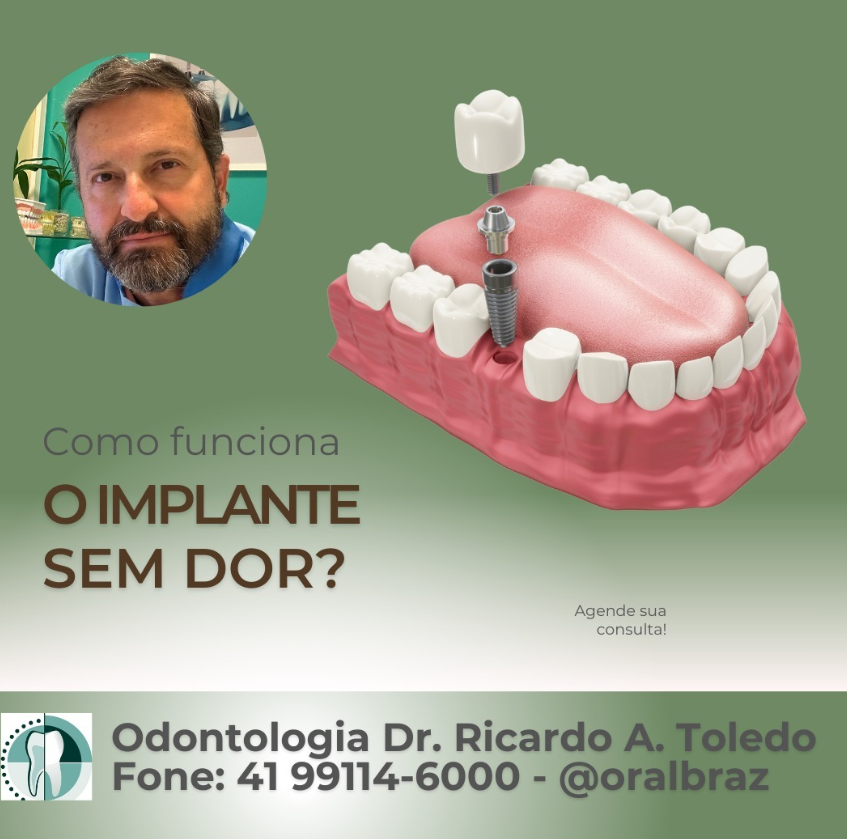 Como funciona
O IMPLANTE
SEM DOR?
Agende sua
consulta!
Odontologia Dr. Ricardo A. Toledo
Fone: 41 99114-6000 - @oralbraz